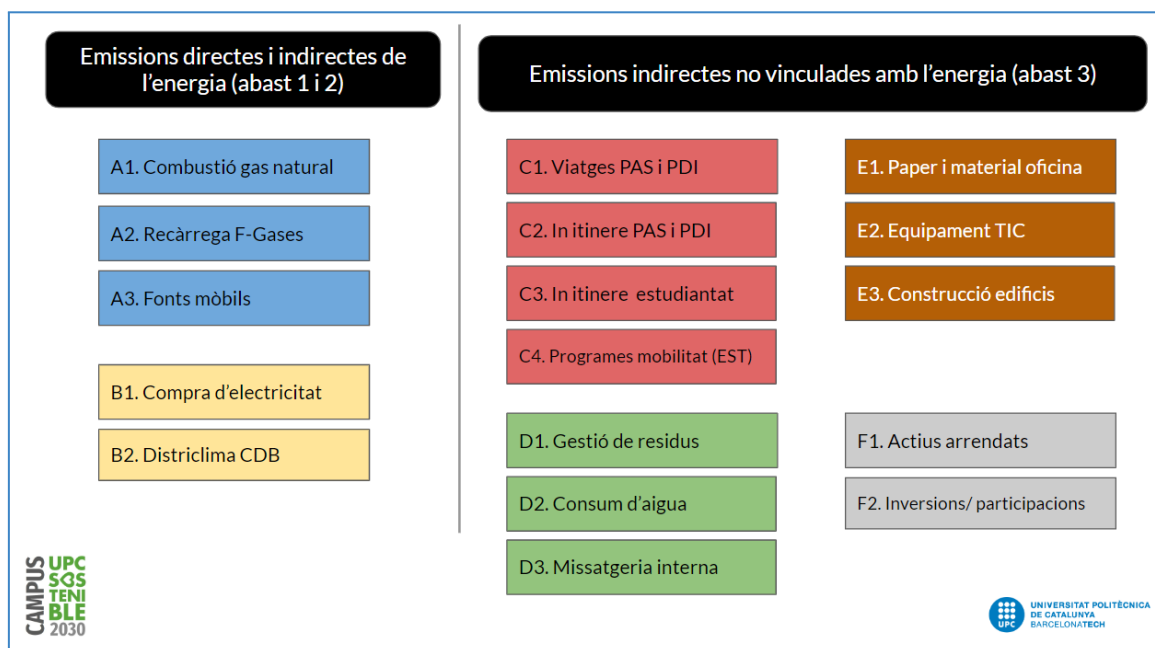 Emissions directes i indirectes de
l'energia (abast 1 i 2)
A1. Combustió gas natural
A2. Recàrrega F-Gases
A3. Fonts mòbils
B1. Compra d'electricitat
B2. Districlima CDB
Emissions indirectes no vinculades amb l'energia (abast 3)
C1. Viatges PAS i PDI
C2. In itinere PAS i PDI
C3. In itinere estudiantat
C4. Programes mobilitat (EST)
D1. Gestió de residus
D2. Consum d'aigua
D3. Missatgeria interna
E1. Paper i material oficina
E2. Equipament TIC
E3. Construcció edificis
F1. Actius arrendats
F2. Inversions/ participacions
CAMPUS
UPC
SOS
TENI
BLE
2030
UPC
UNIVERSITAT POLITÈCNICA
DE CATALUNYA
BARCELONATECH